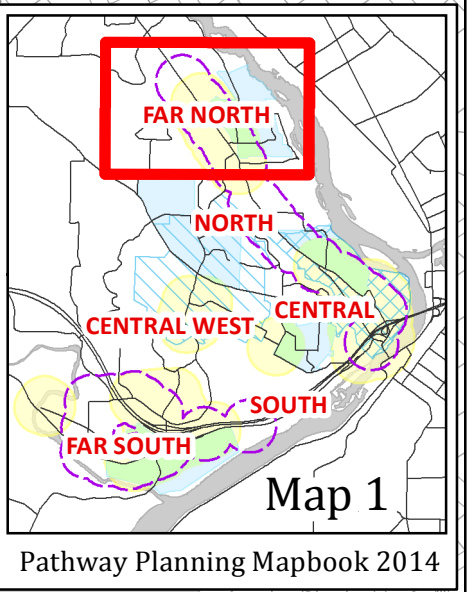 FAR NORTH
NORTH
CENTRAL
CENTRAL WEST
SOUTH
FAR SOUTH
Map 1
Pathway Planning Mapbook 2014